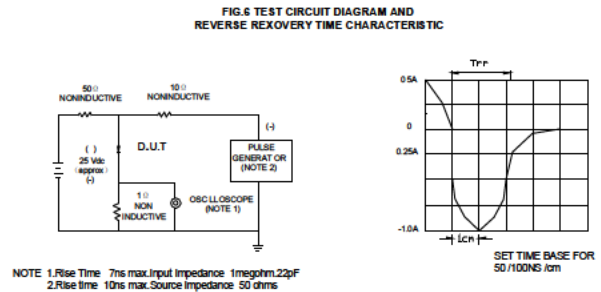 FIG.6 TEST CIRCUIT DIAGRAM AND
REVERSE REXOVERY TIME CHARACTERISTIC
50Ω
NONINDUCTIVE
10Ω
NONINDUCTIVE
( )
25 Vdc
(approx)
(-)
D.U.T
(-)
PULSE
GENERAT OR
(NOTE 2)
1Ω
NON
INDUCTIVE
OSC LLOSCOPE
(NOTE 1)
Trr
0.5A
0
0.25A
-1.0A
1cm
SET TIME BASE FOR
50 /100NS /cm
NOTE 1.Rise Time 7ns max.Input Impedance 1megohm.22pF
2.Rise time 10ns max.Source Impedance 50 ohms